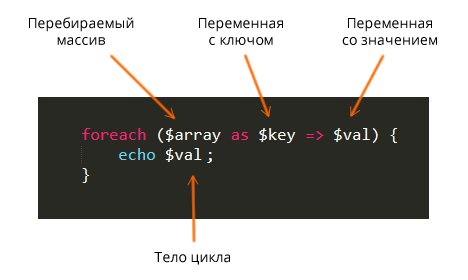 Перебираемый
массив
Переменная
с ключом
Переменная
со значением
foreach ($array as $key => $val) {
    echo $val;
}
Тело цикла